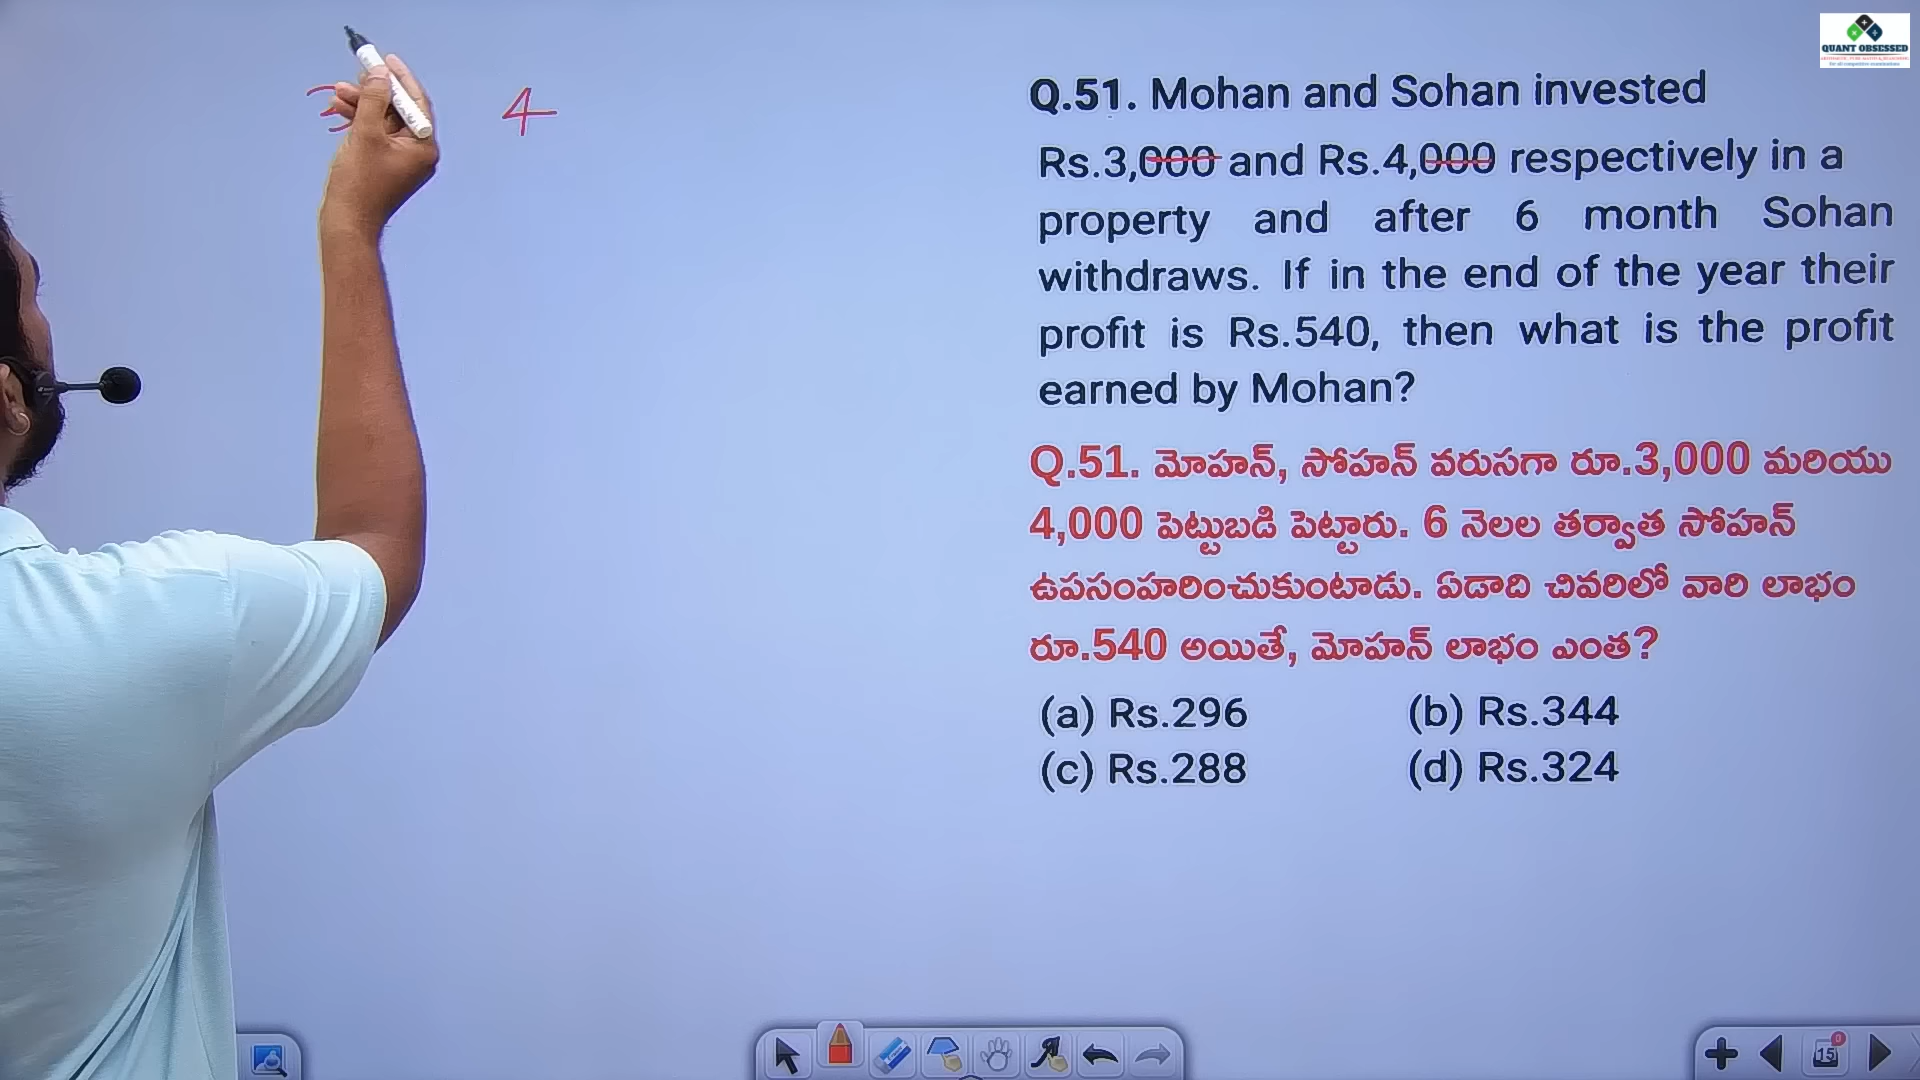 QUANT OBSESSED
4
Q.51. Mohan and Sohan invested
Rs.3,000 and Rs.4,000 respectively in a
property and after 6 month Sohan
withdraws. If in the end of the year their
profit is Rs.540, then what is the profit
earned by Mohan?
Q.51. మోహన్, సోహన్ వరుసగా రూ.3,000 మరియు
4,000 పెట్టుబడి పెట్టారు. 6 నెలల తర్వాత సోహన్
ఉపసంహరించుకుంటాడు. ఏడాది చివరిలో వారి లాభం
రూ.540 అయితే, మోహన్ లాభం ఎంత?
(a) Rs.296 (b) Rs.344
(c) Rs.288 (d) Rs.324
15